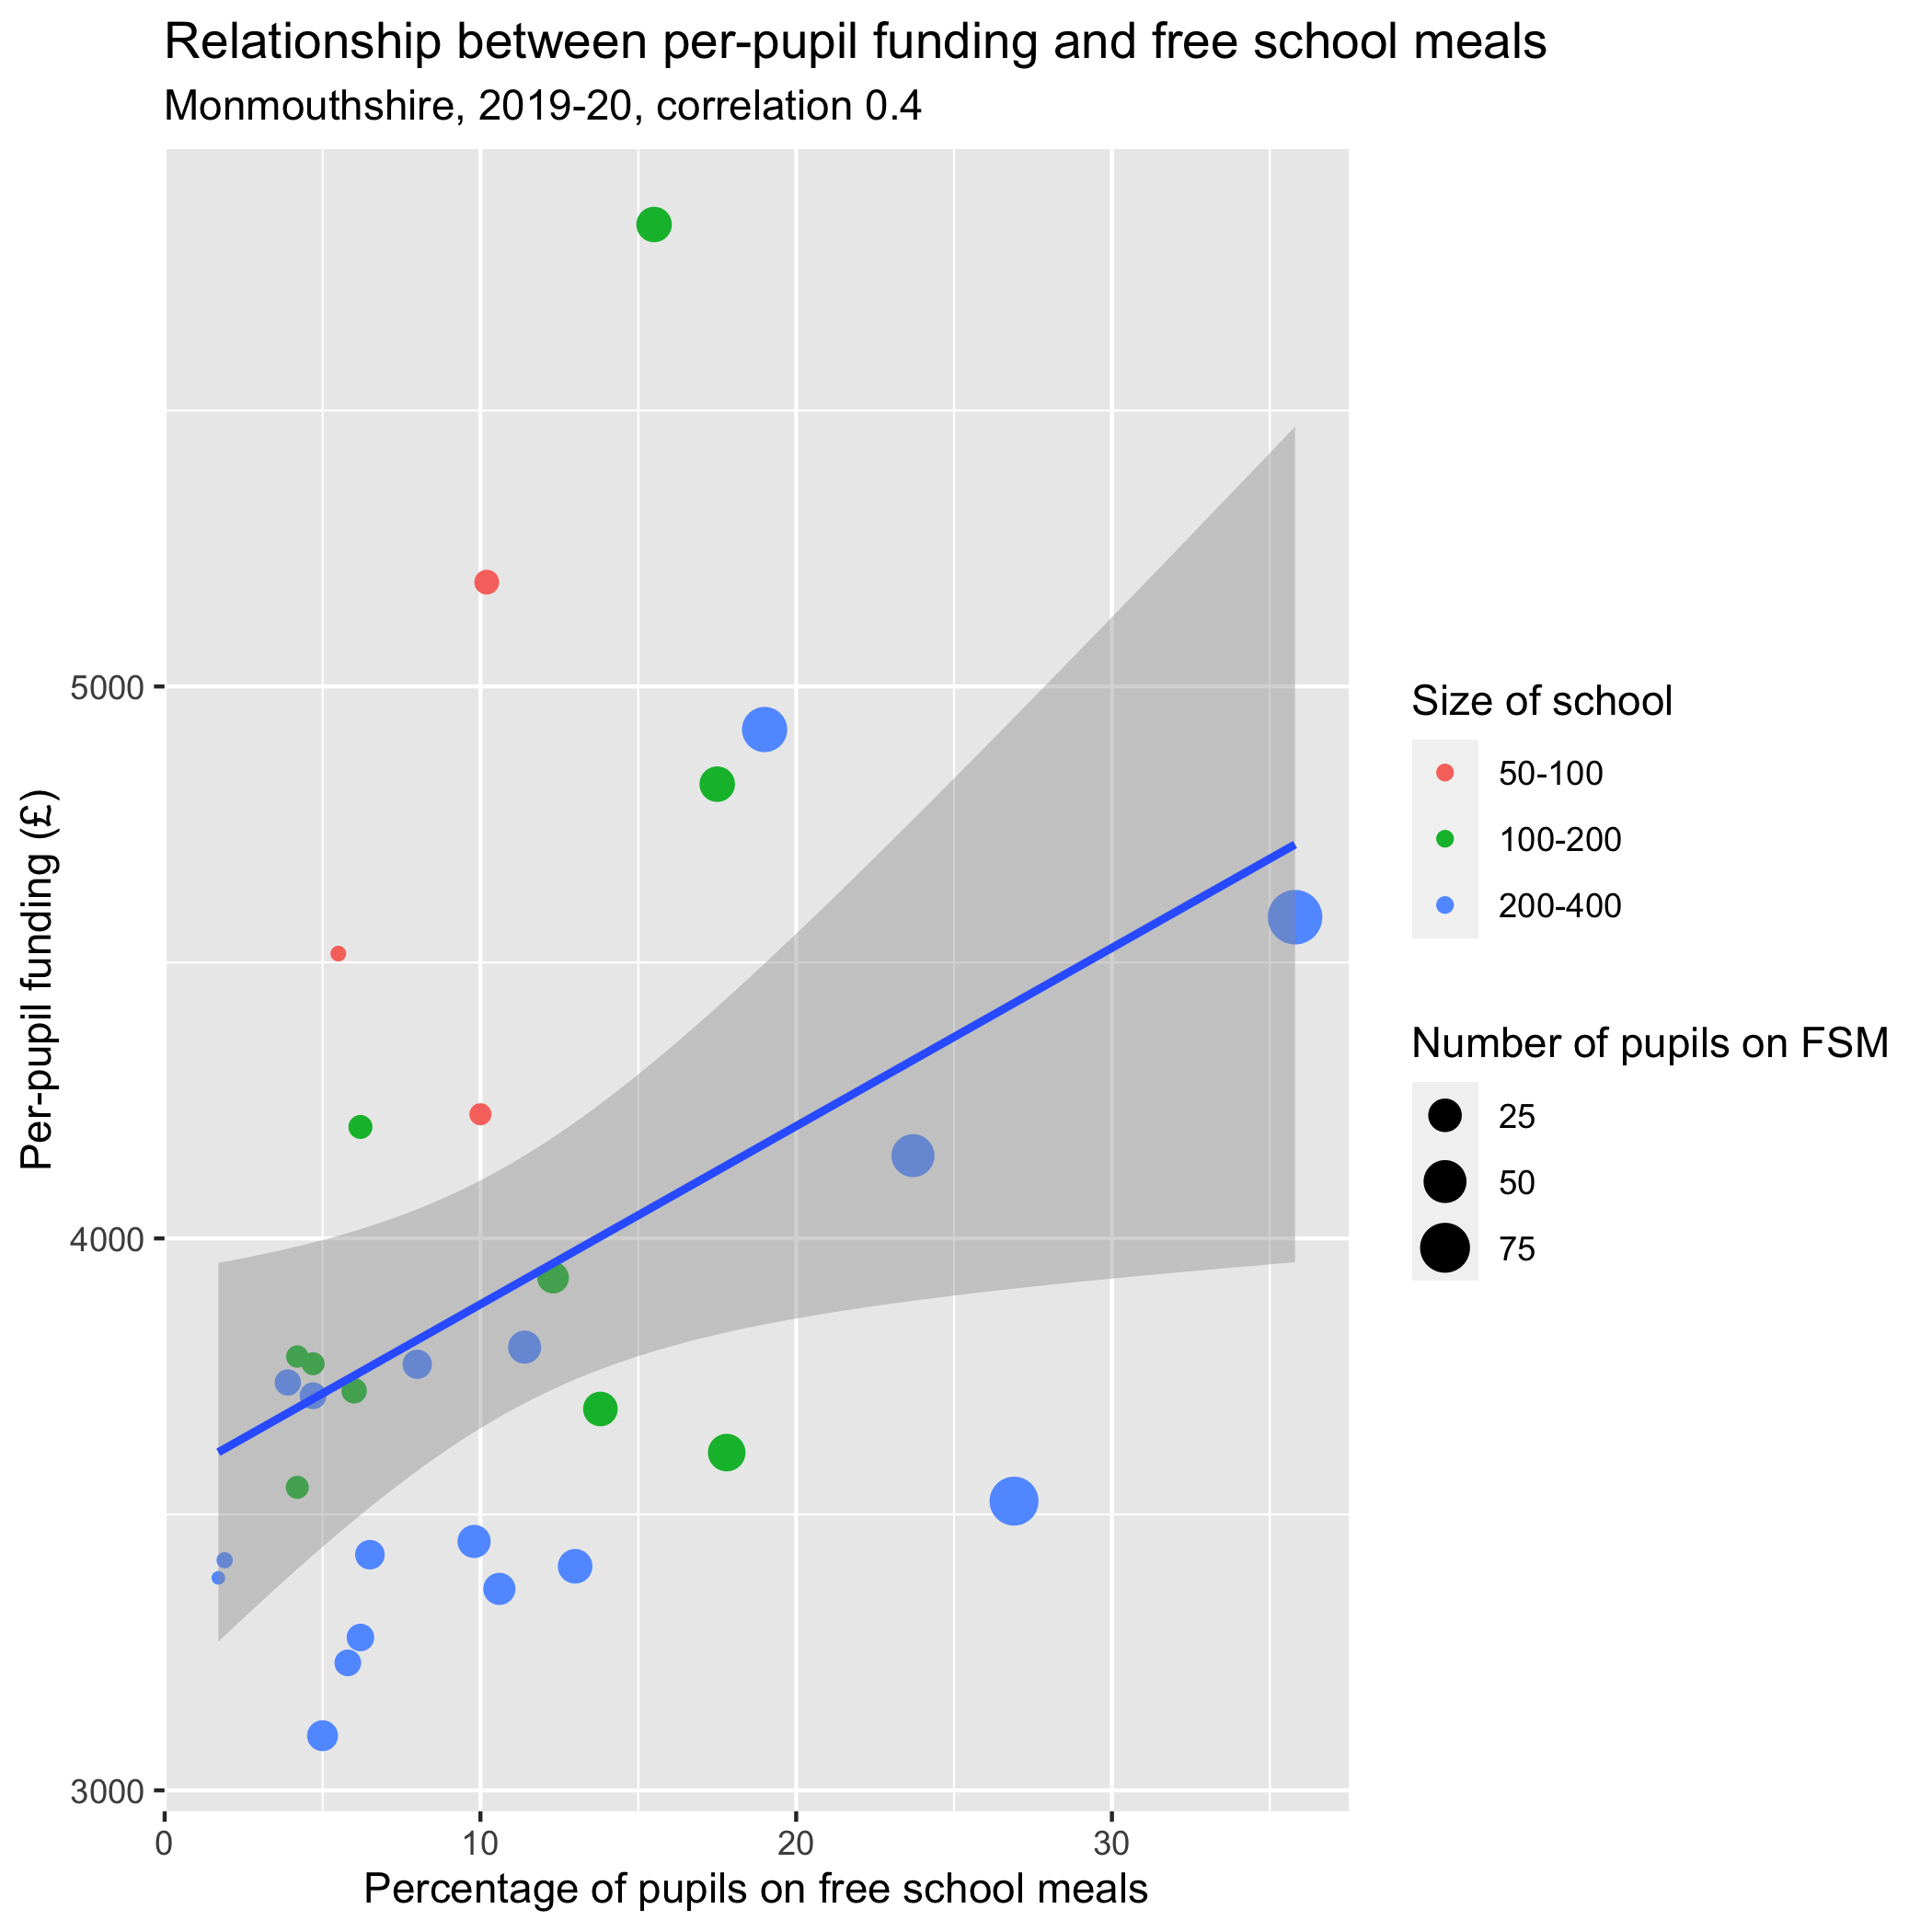 Relationship between per-pupil funding and free school meals
Monmouthshire, 2019-20, correlation 0.4
Per-pupil funding (£)
5000
4000
3000
0
10
20
30
Percentage of pupils on free school meals
Size of school
50-100
100-200
200-400
Number of pupils on FSM
25
50
75